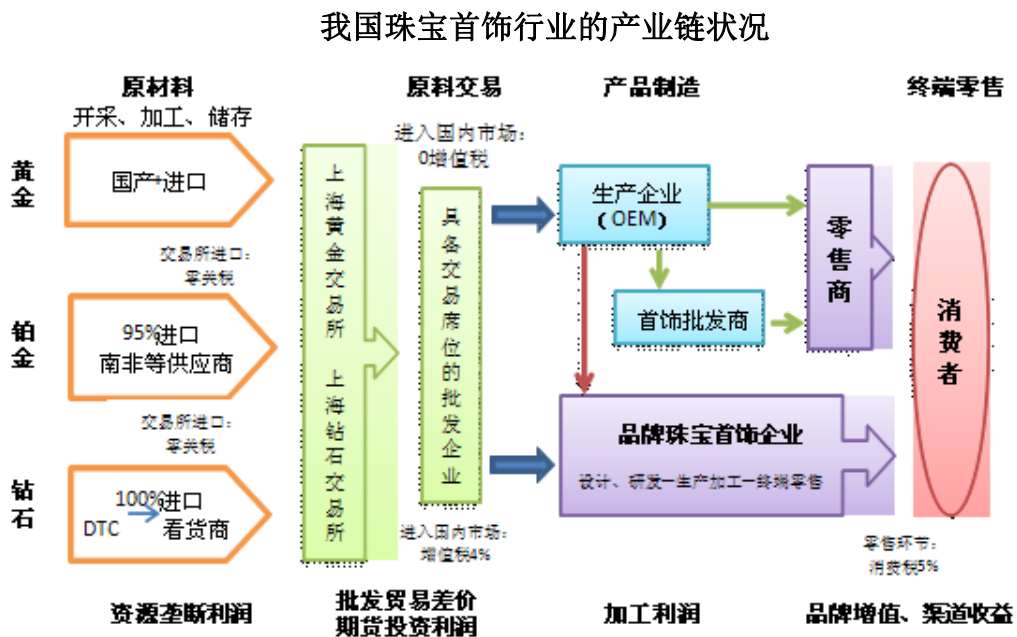 我国珠宝首饰行业的产业链状况
原材料
开采、加工、储存
原料交易
产品制造
终端零售
黄金
国产+进口
交易所进口：
零关税
铂金
95%进口
南非等供应商
交易所进口：
零关税
钻石
100%进口
DTC 看货商
上海黄金交易所 上海钻石交易所
进入国内市场：
0增值税
具备交易席位的批发企业
进入国内市场：
增值税4%
生产企业
（OEM）
首饰批发商
零售商
品牌珠宝首饰企业
设计、研发—生产加工—终端零售
消费者
零售环节：
消费税5%
资源垄断利润
批发贸易差价
期货投资利润
加工利润
品牌增值、渠道收益